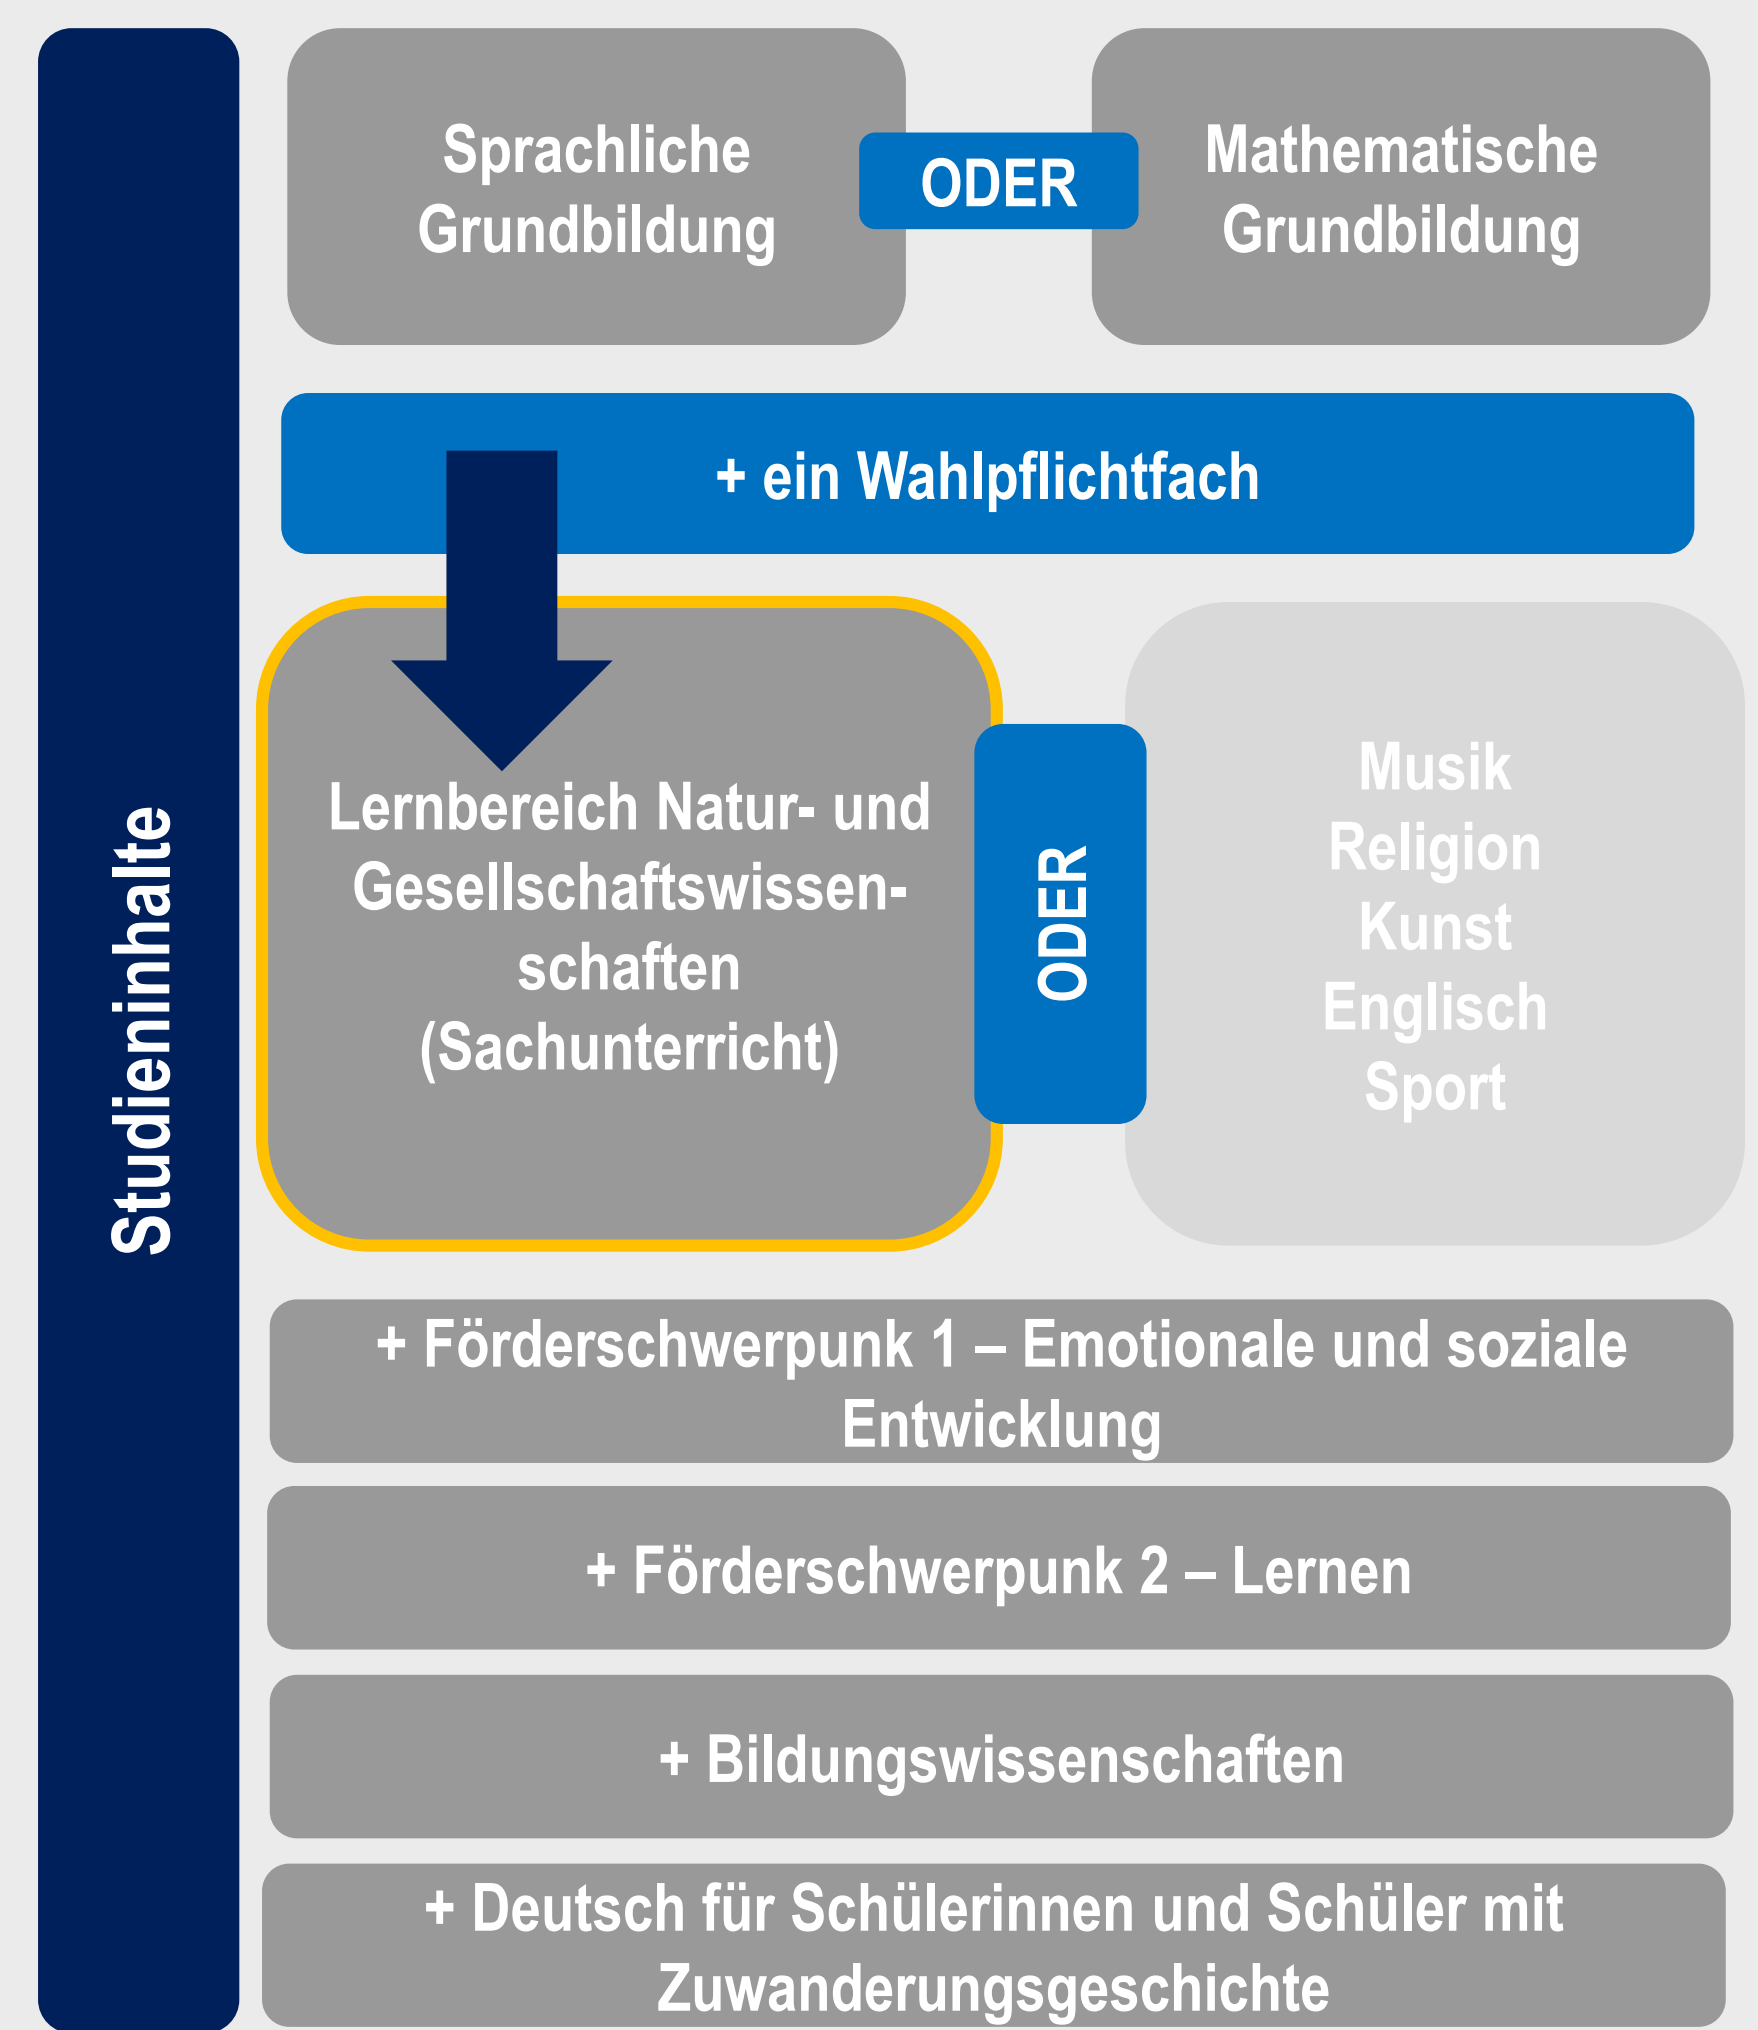 Studieninhalte
Sprachliche
Grundbildung
ODER
Mathematische
Grundbildung
+ ein Wahlpflichtfach
Lernbereich Natur- und
Gesellschaftswissen-
schaften
(Sachunterricht)
ODER
Musik
Religion
Kunst
Englisch
Sport
+ Förderschwerpunk 1 – Emotionale und soziale
Entwicklung
+ Förderschwerpunk 2 – Lernen
+ Bildungswissenschaften
+ Deutsch für Schülerinnen und Schüler mit
Zuwanderungsgeschichte